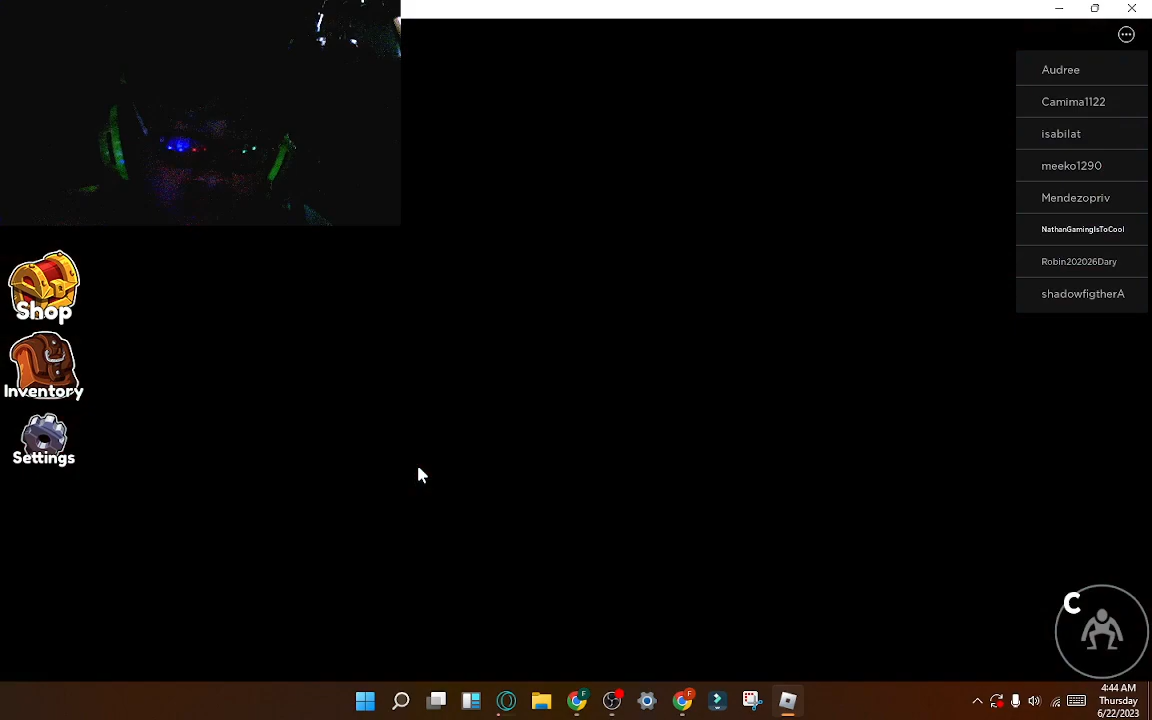 Audree
Camima1122
isabilat
meeko1290
Mendezopriv
NathanGamingIsToCool
Robin202026Dary
shadowfigtherA
Shop
Inventory
Settings
C
4:44 AM
Thursday
6/22/2023